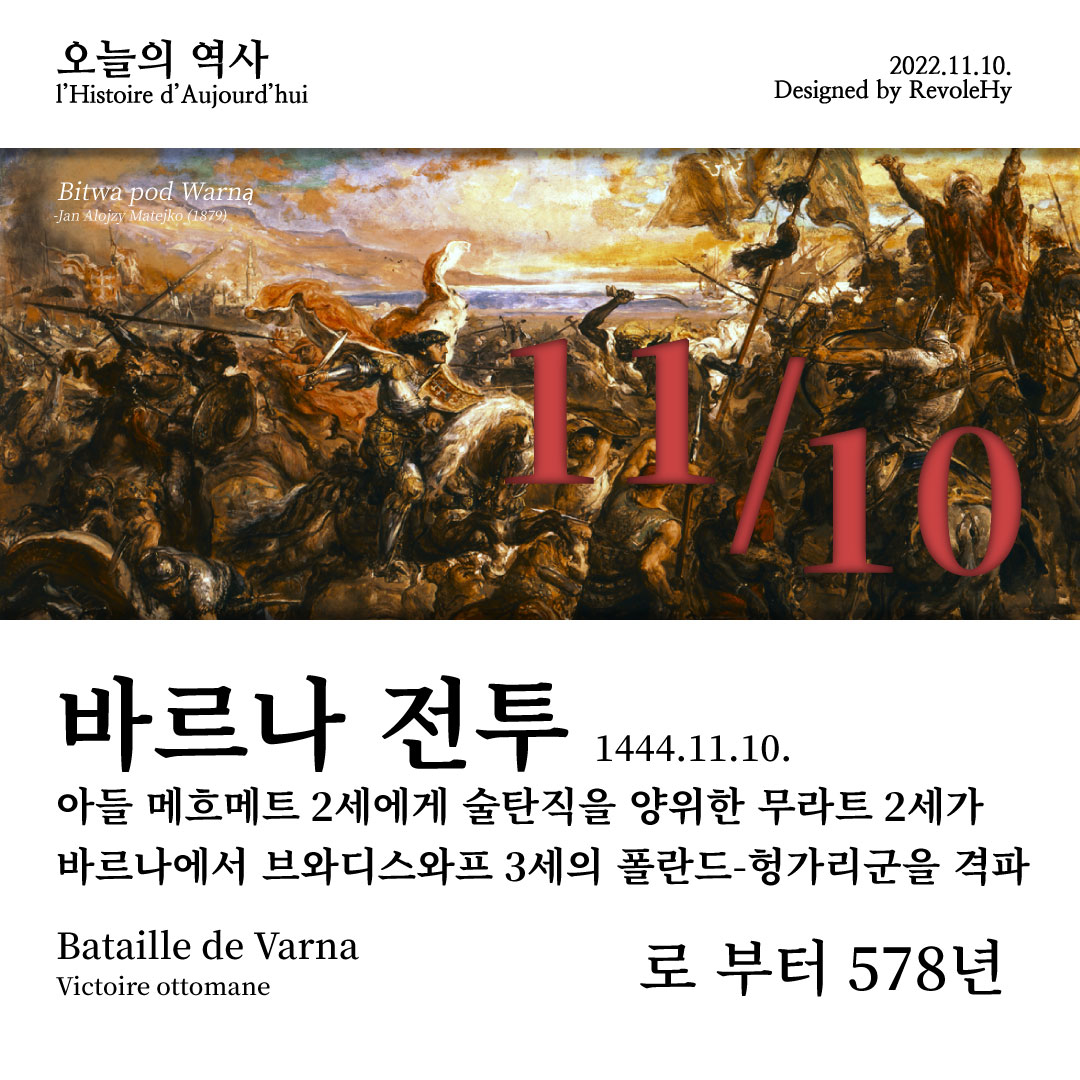 오늘의 역사
l’Histoire d’Aujourd’hui
2022.11.10.
Designed by RevoleHy
Bitwa pod Warną
-Jan Alojzy Matejko (1879)
11/10
바르나 전투 1444.11.10.
아들 메흐메트 2세에게 술탄직을 양위한 무라트 2세가
바르나에서 브와디스와프 3세의 폴란드-헝가리군을 격파
Bataille de Varna
Victoire ottomane
로 부터 578년